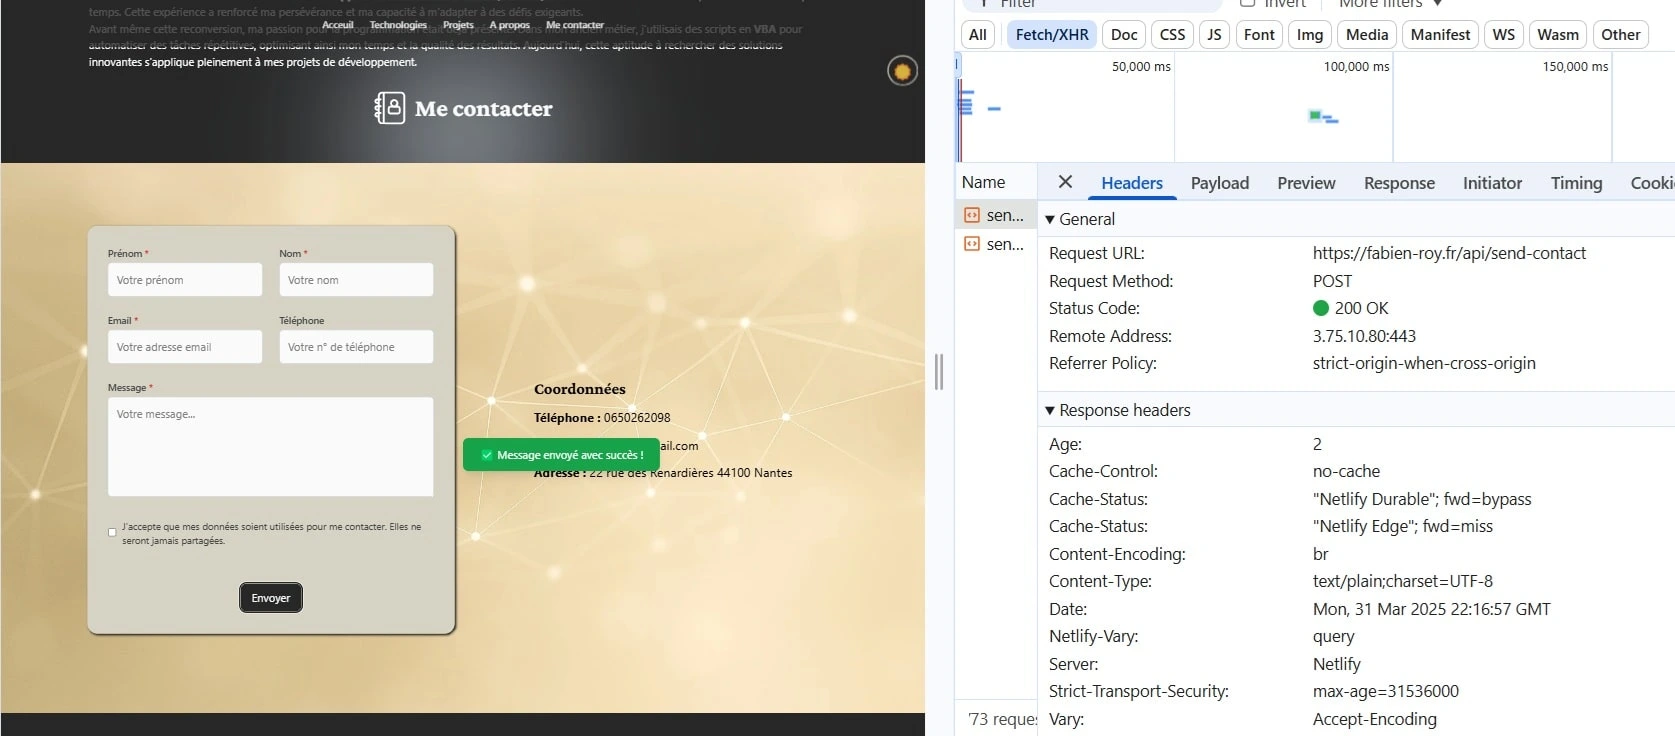 temps. Cette expérience a renforcé ma persévérance et ma capacité à m'adapter à des défis exigeants.
Acceuil Technologies Projets A propos Me contacter
Avant même cette reconversion, ma passion pour la programmation était déjà présente. Dans mon ancien métier, j'utilisais des scripts en VBA pour
automatiser des tâches répétitives, optimisant ainsi mon temps et la qualité des résultats. Aujourd'hui, cette aptitude à rechercher des solutions
innovantes s'applique pleinement à mes projets de développement.
Me contacter
Prénom * Nom *
Votre prénom Votre nom
Email * Téléphone
Votre adresse email Votre n° de téléphone
Message *
Votre message...
J'accepte que mes données soient utilisées pour me contacter. Elles ne
seront jamais partagées.
Envoyer
Coordonnées
Téléphone : 0650262098
ail.com
Message envoyé avec succès !
Adresse : 22 rue des Renardières 44100 Nantes
Filter Invert More filters
All Fetch/XHR Doc CSS JS Font Img Media Manifest WS Wasm Other
50,000 ms 100,000 ms 150,000 ms
Name Headers Payload Preview Response Initiator Timing Cooki
sen...
sen...
General
Request URL: https://fabien-roy.fr/api/send-contact
Request Method: POST
Status Code: 200 OK
Remote Address: 3.75.10.80:443
Referrer Policy: strict-origin-when-cross-origin
Response headers
Age: 2
Cache-Control: no-cache
Cache-Status: "Netlify Durable"; fwd=bypass
Cache-Status: "Netlify Edge"; fwd=miss
Content-Encoding: br
Content-Type: text/plain;charset=UTF-8
Date: Mon, 31 Mar 2025 22:16:57 GMT
Netlify-Vary: query
Server: Netlify
Strict-Transport-Security: max-age=31536000
Vary: Accept-Encoding
73 reque